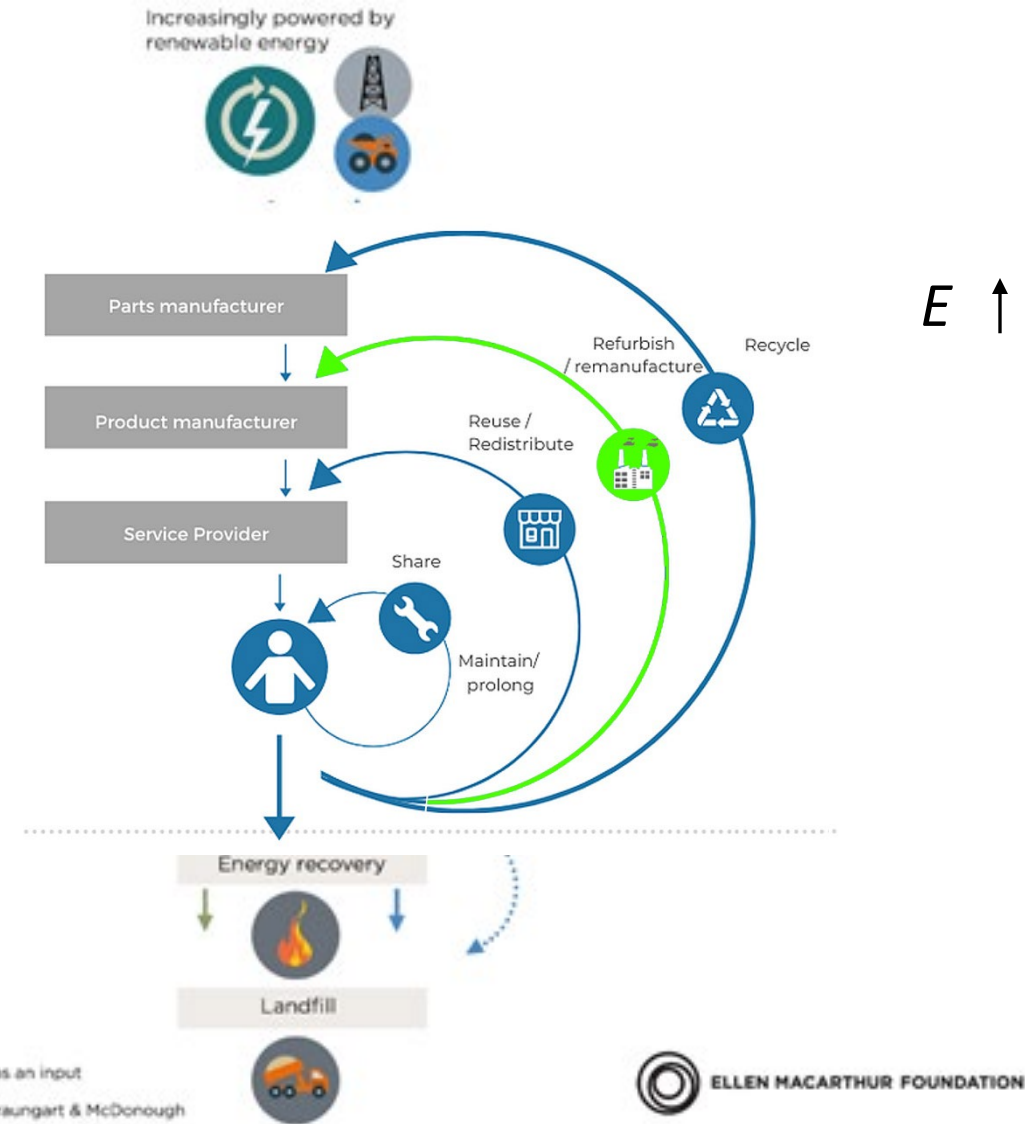 Increasingly powered by
renewable energy
E
Parts manufacturer
Refurbish
/ remanufacture
Recycle
Product manufacturer
Reuse /
Redistribute
Service Provider
Share
Maintain/
prolong
Energy recovery
Landfill
an input
& McDonough
ELLEN MACARTHUR FOUNDATION